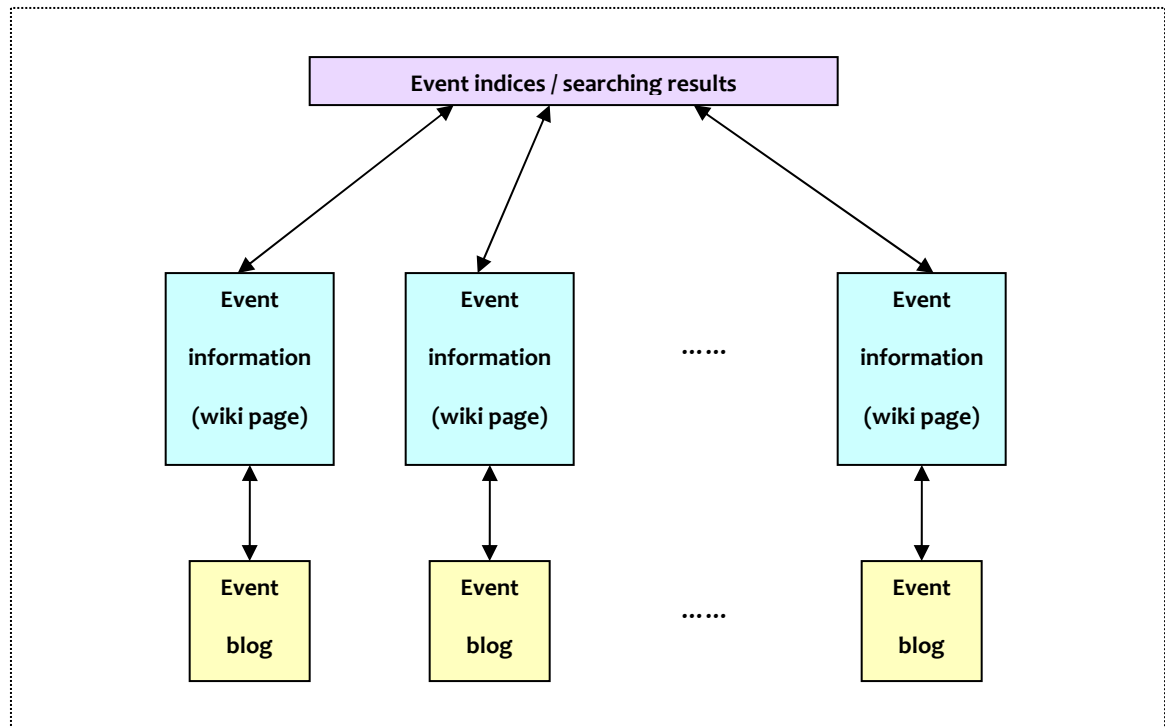 Event indices / searching results
Event
information
(wiki page)
Event
information
(wiki page)
……
Event
information
(wiki page)
Event
blog
Event
blog
……
Event
blog